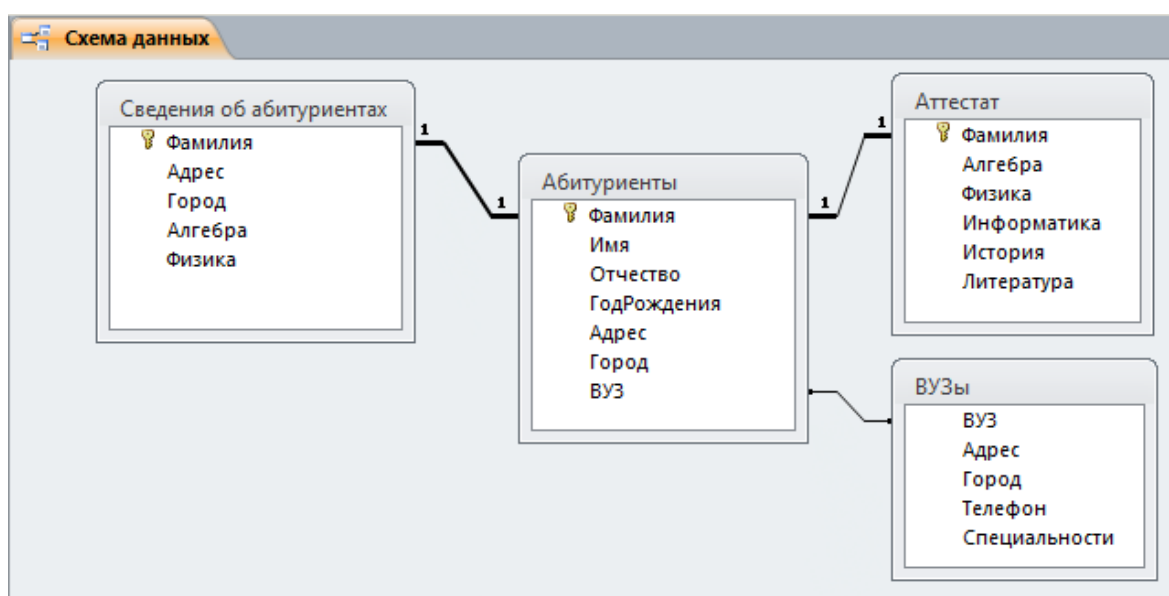 Схема данных
Сведения об абитуриентах
Фамилия
Адрес
Город
Алгебра
Физика
1
1
Абитуриенты
Фамилия
Имя
Отчество
ГодРождения
Адрес
Город
ВУЗ
1
1
Аттестат
Фамилия
Алгебра
Физика
Информатика
История
Литература
ВУЗы
ВУЗ
Адрес
Город
Телефон
Специальности